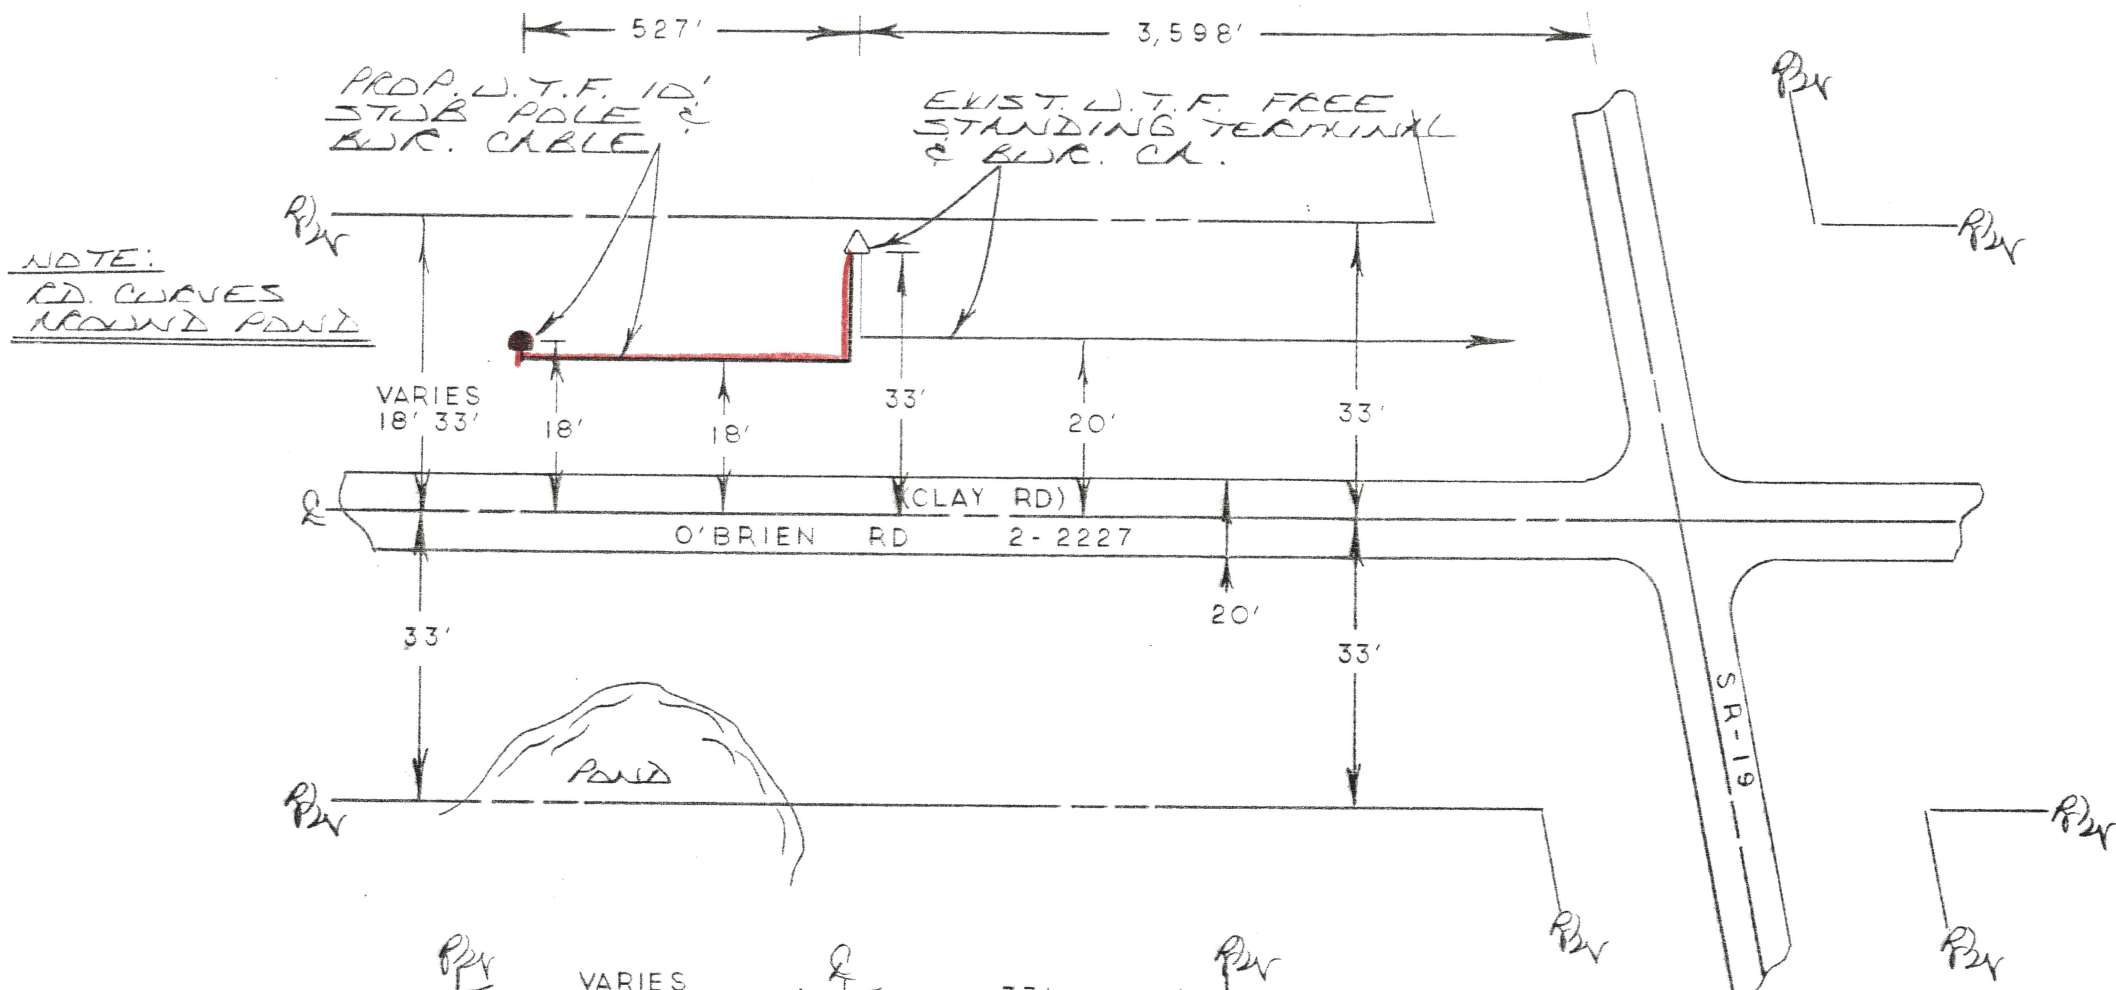 527'
3,598'
PROP. U.T.F. 10'
STUB POLE &
BUR. CABLE
EXIST. U.T.F. FREE
STANDING TERMINAL
& BUR. CA.
R/W
R/W
R/W
R/W
NOTE:
RD. CURVES
AROUND POND
VARIES
18' 33'
18'
18'
33'
20'
33'
(CLAY RD)
℄
O'BRIEN RD 2-2227
20'
33'
33'
SR-19
POND
R/W
R/W
R/W
R/W
R/W
VARIES
℄
33'
R/W